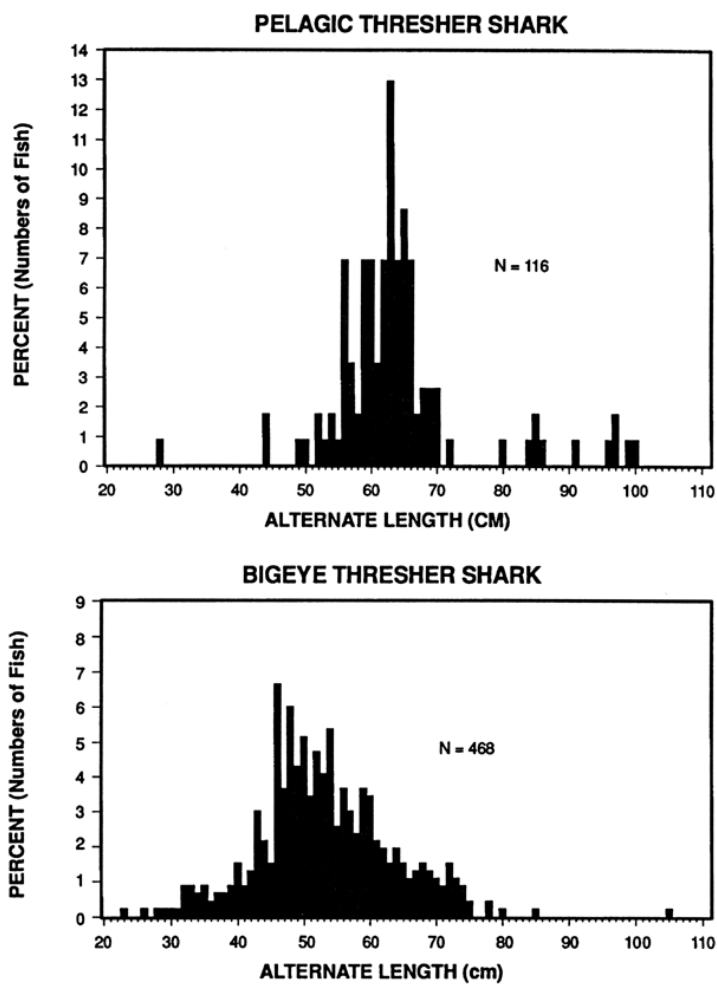 PELAGIC THRESHER SHARK
14
13
12
11
10
9
8
7
6
5
4
3
2
1
0
PERCENT (Numbers of Fish)
N = 116
20 30 40 50 60 70 80 90 100 110
ALTERNATE LENGTH (CM)
BIGEYE THRESHER SHARK
9
8
7
6
5
4
3
2
1
0
PERCENT (Numbers of Fish)
N = 468
20 30 40 50 60 70 80 90 100 110
ALTERNATE LENGTH (cm)